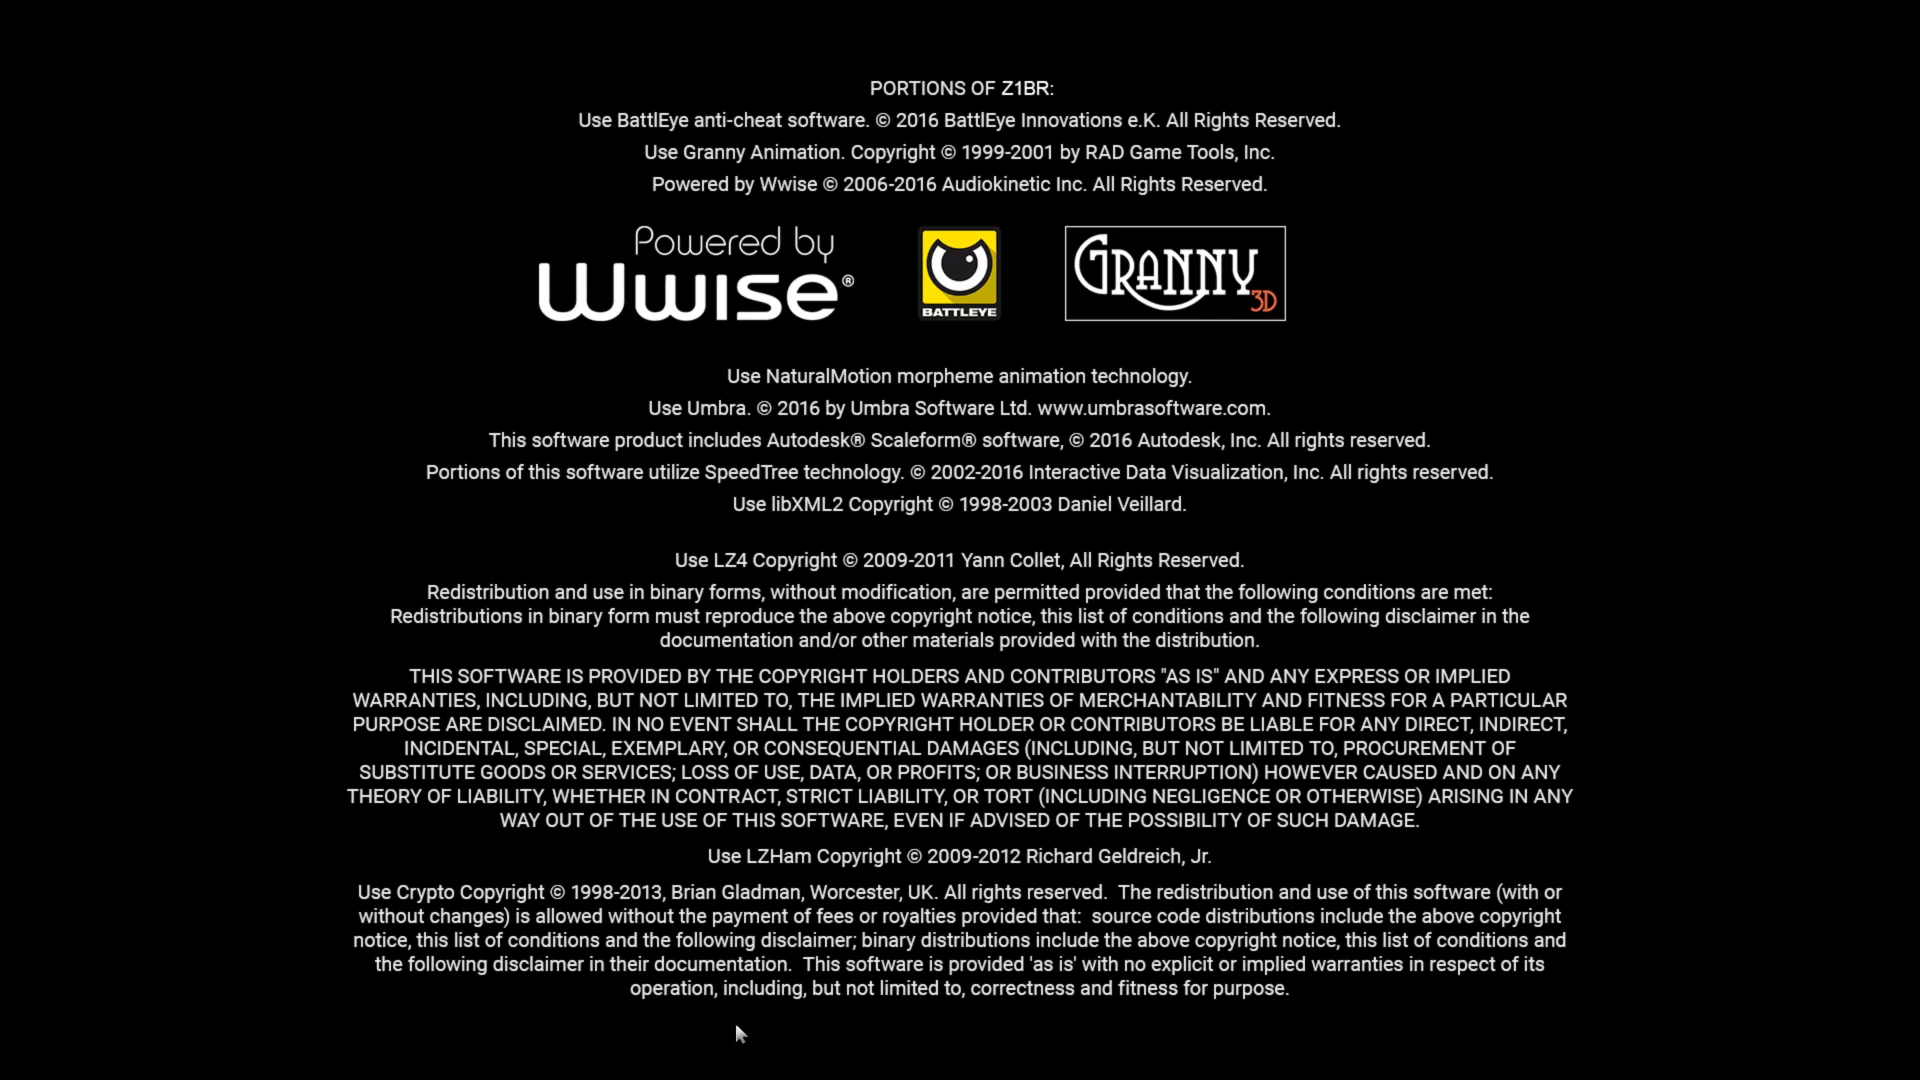 PORTIONS OF Z1BR:
Use BattlEye anti-cheat software. © 2016 BattlEye Innovations e.K. All Rights Reserved.
Use Granny Animation. Copyright © 1999-2001 by RAD Game Tools, Inc.
Powered by Wwise © 2006-2016 Audiokinetic Inc. All Rights Reserved.
Powered by
Wwise®
BATTLEYE
GRANNY
3D
Use NaturalMotion morpheme animation technology.
Use Umbra. © 2016 by Umbra Software Ltd. www.umbrasoftware.com.
This software product includes Autodesk® Scaleform® software, © 2016 Autodesk, Inc. All rights reserved.
Portions of this software utilize SpeedTree technology. © 2002-2016 Interactive Data Visualization, Inc. All rights reserved.
Use libXML2 Copyright © 1998-2003 Daniel Veillard.
Use LZ4 Copyright © 2009-2011 Yann Collet, All Rights Reserved.
Redistribution and use in binary forms, without modification, are permitted provided that the following conditions are met:
Redistributions in binary form must reproduce the above copyright notice, this list of conditions and the following disclaimer in the
documentation and/or other materials provided with the distribution.
THIS SOFTWARE IS PROVIDED BY THE COPYRIGHT HOLDERS AND CONTRIBUTORS "AS IS" AND ANY EXPRESS OR IMPLIED
WARRANTIES, INCLUDING, BUT NOT LIMITED TO, THE IMPLIED WARRANTIES OF MERCHANTABILITY AND FITNESS FOR A PARTICULAR
PURPOSE ARE DISCLAIMED. IN NO EVENT SHALL THE COPYRIGHT HOLDER OR CONTRIBUTORS BE LIABLE FOR ANY DIRECT, INDIRECT,
INCIDENTAL, SPECIAL, EXEMPLARY, OR CONSEQUENTIAL DAMAGES (INCLUDING, BUT NOT LIMITED TO, PROCUREMENT OF
SUBSTITUTE GOODS OR SERVICES; LOSS OF USE, DATA, OR PROFITS; OR BUSINESS INTERRUPTION) HOWEVER CAUSED AND ON ANY
THEORY OF LIABILITY, WHETHER IN CONTRACT, STRICT LIABILITY, OR TORT (INCLUDING NEGLIGENCE OR OTHERWISE) ARISING IN ANY
WAY OUT OF THE USE OF THIS SOFTWARE, EVEN IF ADVISED OF THE POSSIBILITY OF SUCH DAMAGE.
Use LZHam Copyright © 2009-2012 Richard Geldreich, Jr.
Use Crypto Copyright © 1998-2013, Brian Gladman, Worcester, UK. All rights reserved.  The redistribution and use of this software (with or
without changes) is allowed without the payment of fees or royalties provided that:  source code distributions include the above copyright
notice, this list of conditions and the following disclaimer; binary distributions include the above copyright notice, this list of conditions and
the following disclaimer in their documentation.  This software is provided 'as is' with no explicit or implied warranties in respect of its
operation, including, but not limited to, correctness and fitness for purpose.